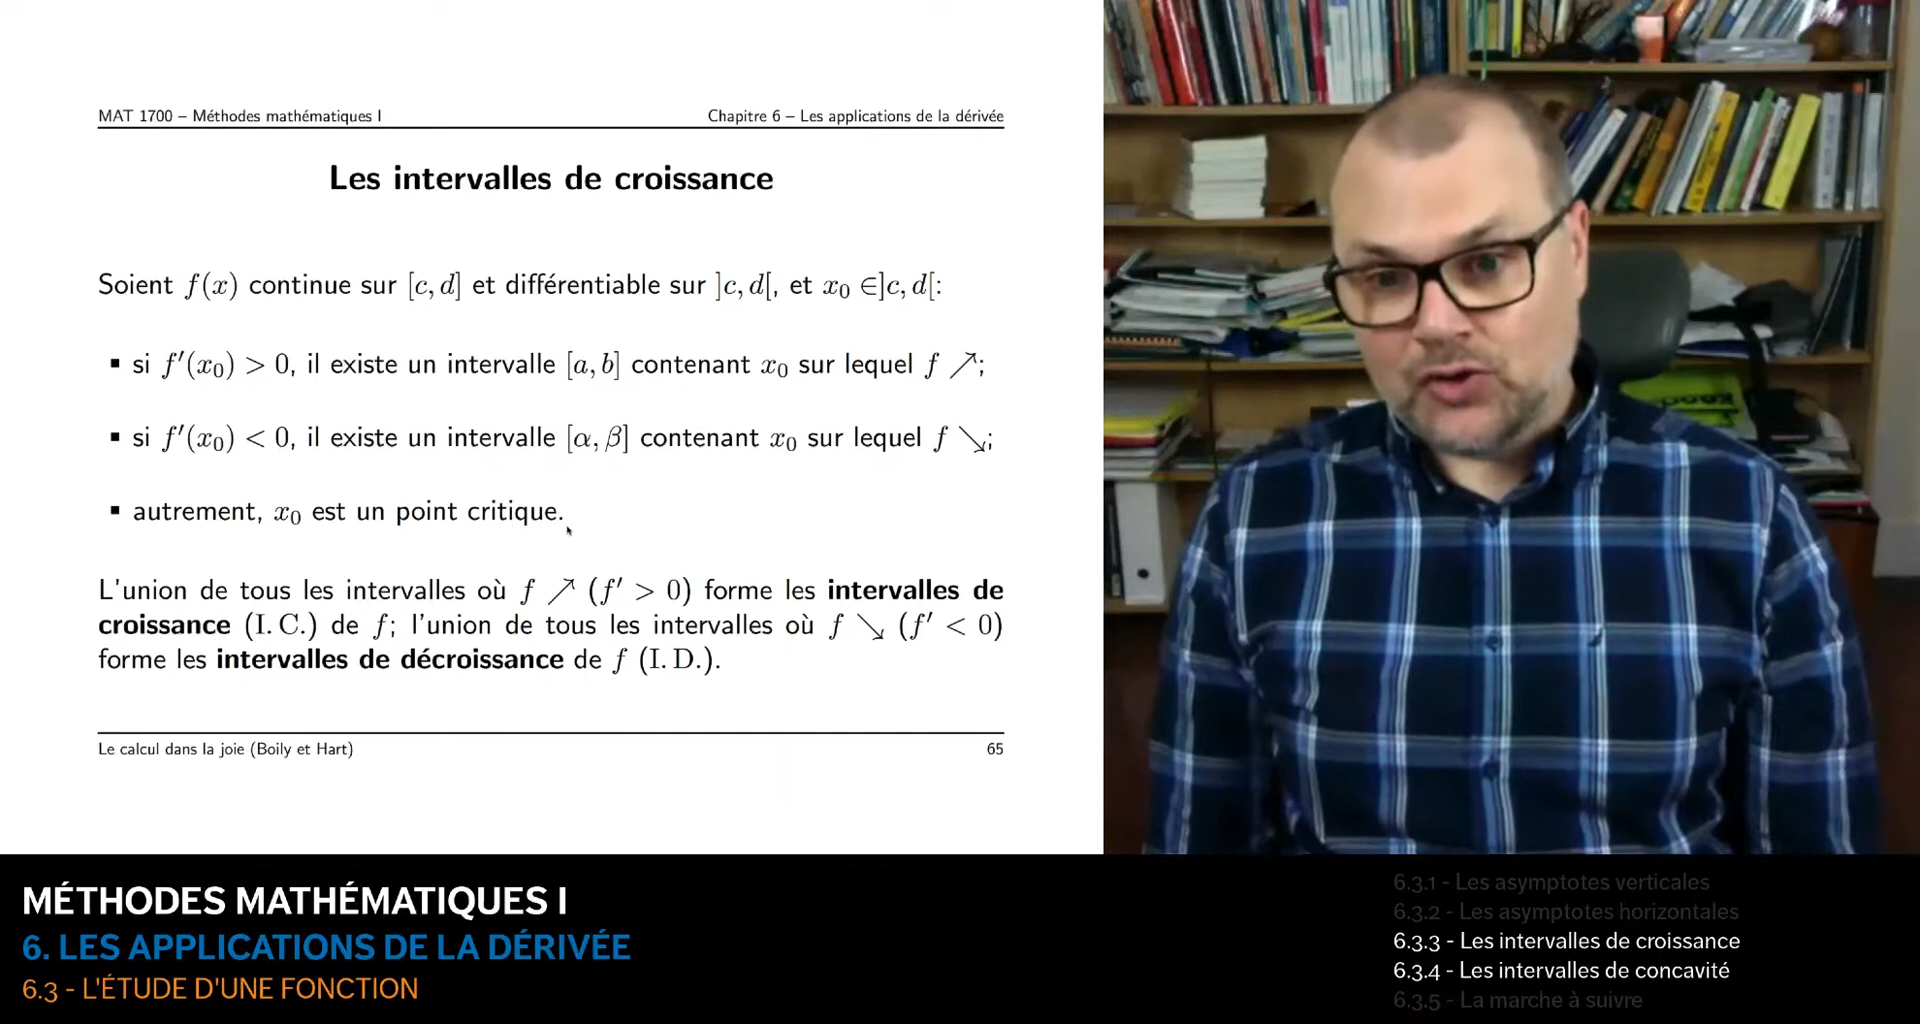 MAT 1700 – Méthodes mathématiques I
Chapitre 6 – Les applications de la dérivée
Les intervalles de croissance
Soient f(x) continue sur [c, d] et différentiable sur ]c, d[, et x₀ ∈]c, d[:
▪ si f′(x₀) > 0, il existe un intervalle [a, b] contenant x₀ sur lequel f ↗;
▪ si f′(x₀) < 0, il existe un intervalle [α, β] contenant x₀ sur lequel f ↘;
▪ autrement, x₀ est un point critique.
L'union de tous les intervalles où f ↗ (f′ > 0) forme les intervalles de
croissance (I. C.) de f; l'union de tous les intervalles où f ↘ (f′ < 0)
forme les intervalles de décroissance de f (I. D.).
Le calcul dans la joie (Boily et Hart)
65
MÉTHODES MATHÉMATIQUES I
6. LES APPLICATIONS DE LA DÉRIVÉE
6.3 - L'ÉTUDE D'UNE FONCTION
6.3.1 - Les asymptotes verticales
6.3.2 - Les asymptotes horizontales
6.3.3 - Les intervalles de croissance
6.3.4 - Les intervalles de concavité
6.3.5 - La marche à suivre